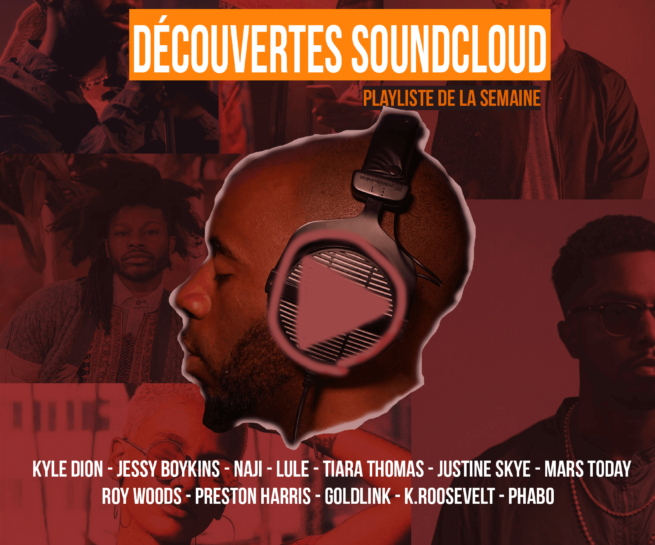 DÉCOUVERTES SOUNDCLOUD
PLAYLISTE DE LA SEMAINE
KYLE DION - JESSY BOYKINS - NAJI - LULE - TIARA THOMAS - JUSTINE SKYE - MARS TODAY
ROY WOODS - PRESTON HARRIS - GOLDLINK - K.ROOSEVELT - PHABO